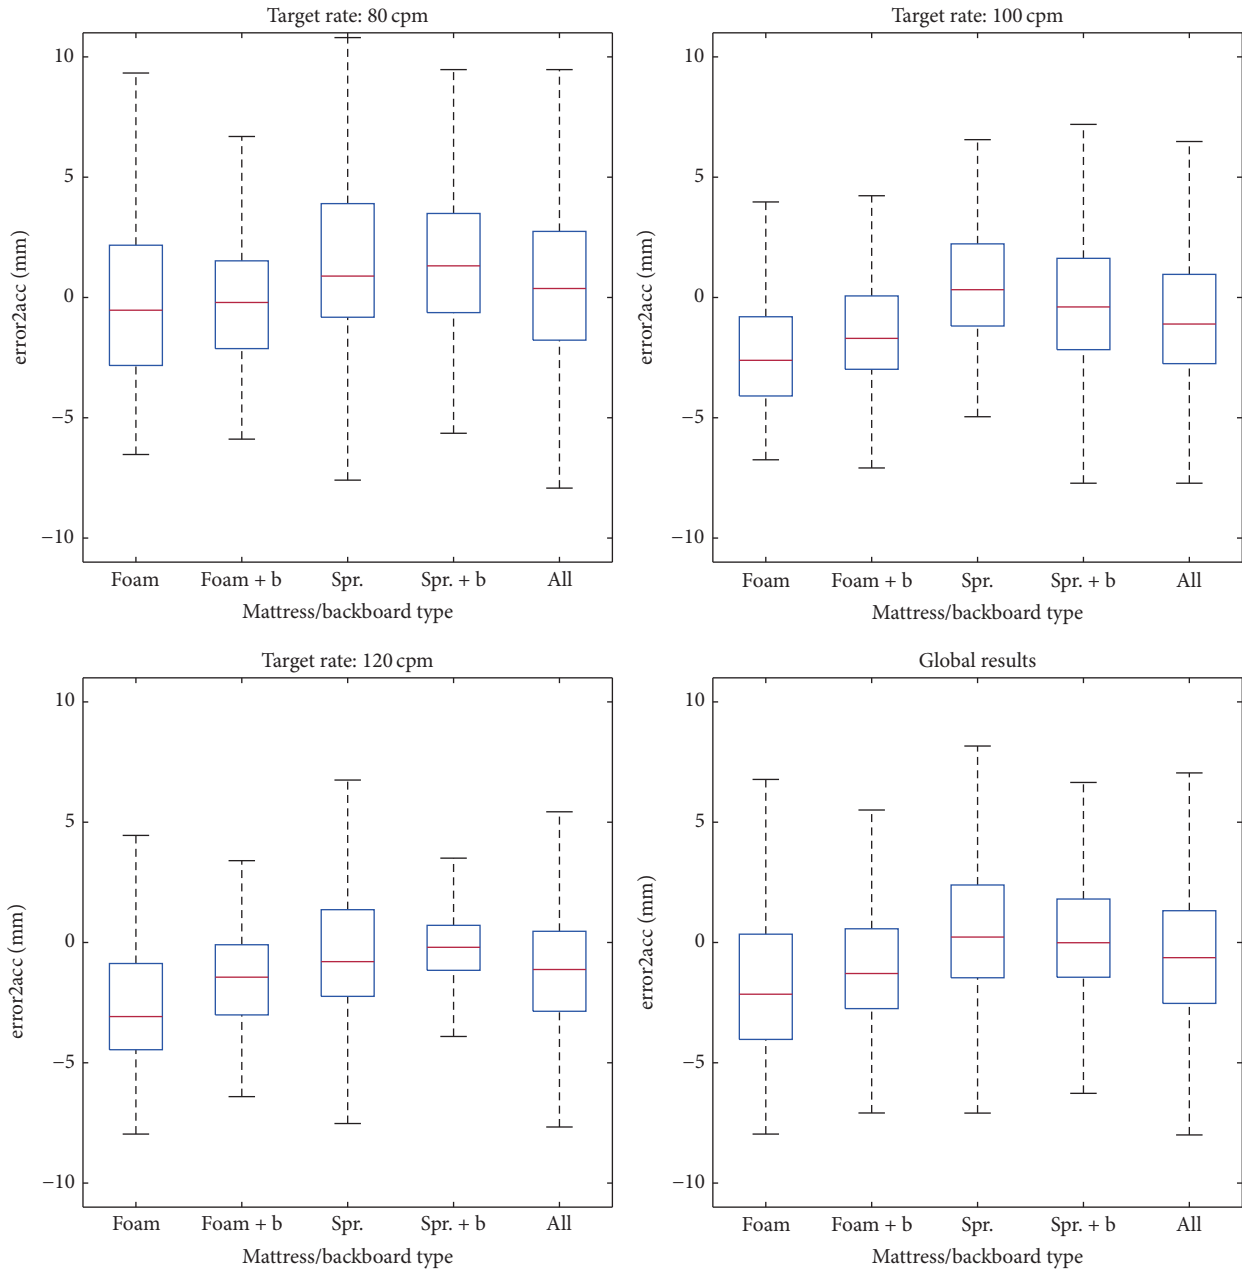 Target rate: 80 cpm
10
5
0
−5
−10
error2acc (mm)
Foam Foam + b Spr. Spr. + b All
Mattress/backboard type
Target rate: 100 cpm
10
5
0
−5
−10
error2acc (mm)
Foam Foam + b Spr. Spr. + b All
Mattress/backboard type
Target rate: 120 cpm
10
5
0
−5
−10
error2acc (mm)
Foam Foam + b Spr. Spr. + b All
Mattress/backboard type
Global results
10
5
0
−5
−10
error2acc (mm)
Foam Foam + b Spr. Spr. + b All
Mattress/backboard type